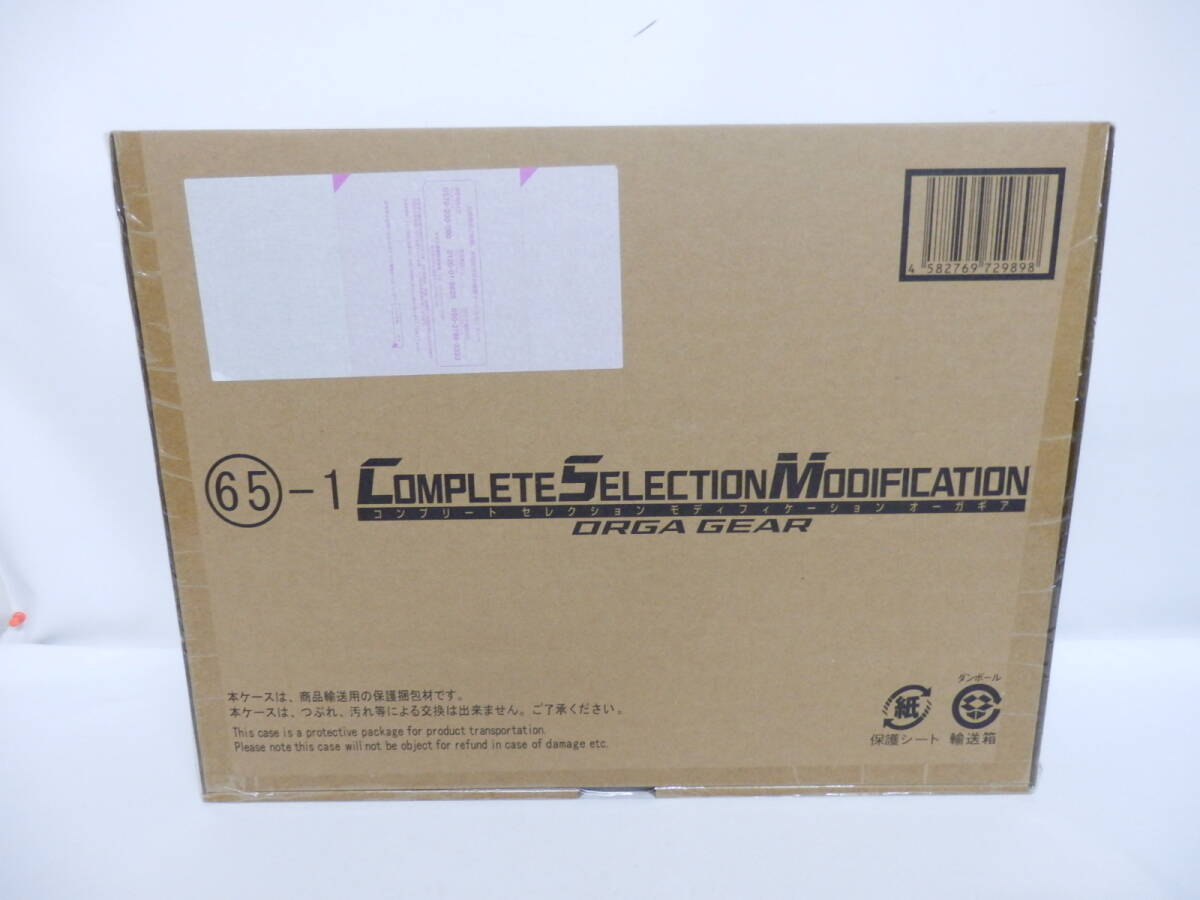 4 582769 729898
65-1 COMPLETE SELECTION MODIFICATION
コンプリート セレクション モディフィケーション オーガギア
ORGA GEAR
本ケースは、商品輸送用の保護梱包材です。
本ケースは、つぶれ、汚れ等による交換は出来ません。ご了承ください。
This case is a protective package for product transportation.
Please note this case will not be object for refund in case of damage etc.
紙
保護シート
ダンボール
輸送箱